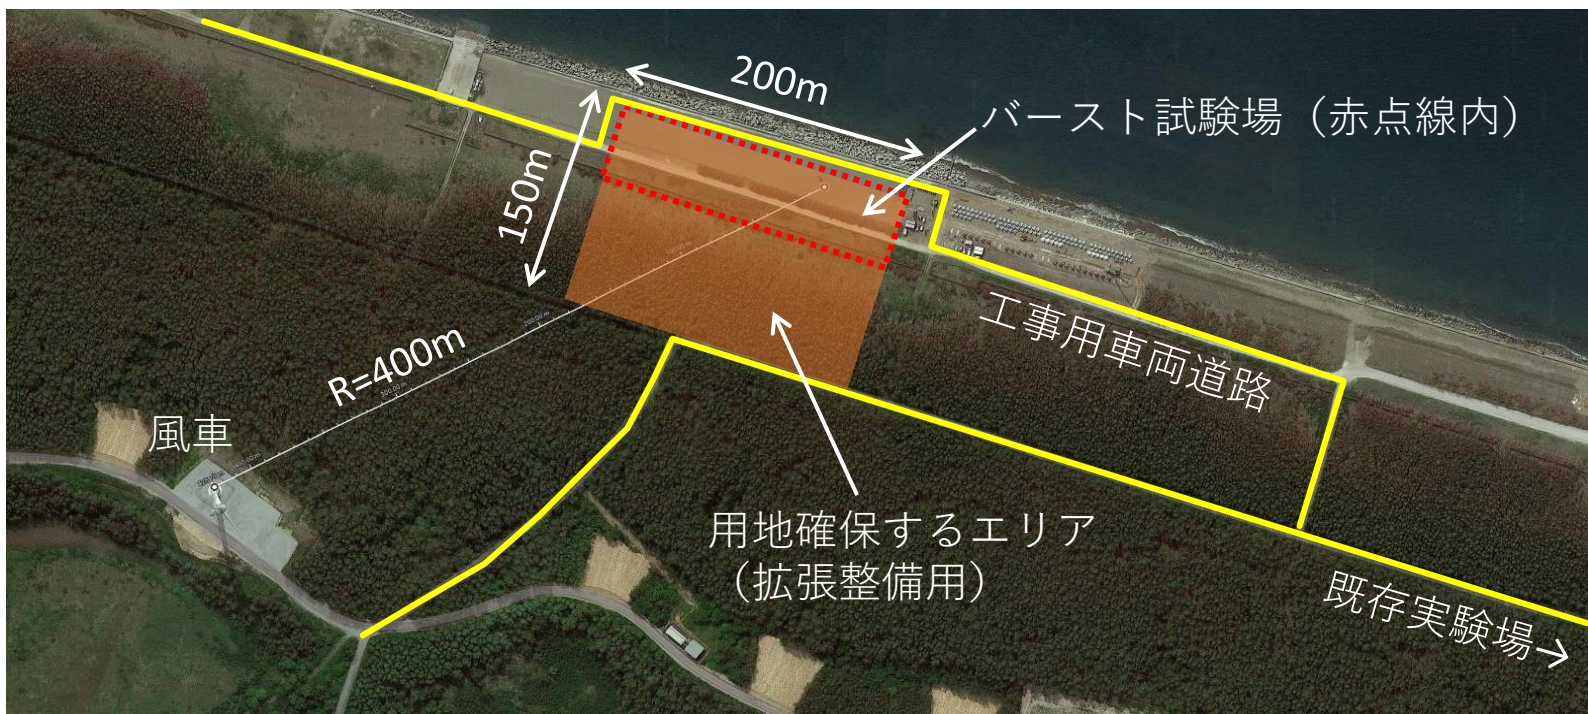 200m
バースト試験場（赤点線内）
150m
工事用車両道路
R=400m
風車
用地確保するエリア
（拡張整備用）
既存実験場→